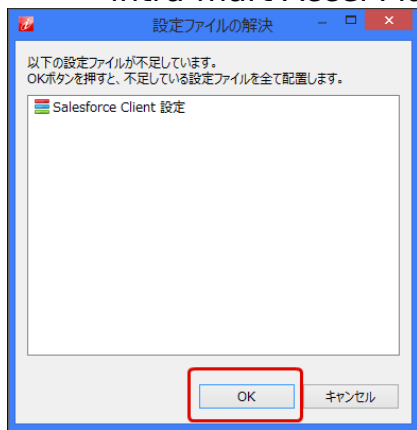 設定ファイルの解決
以下の設定ファイルが不足しています。
OKボタンを押すと、不足している設定ファイルを全て配置します。
Salesforce Client 設定
OK
キャンセル